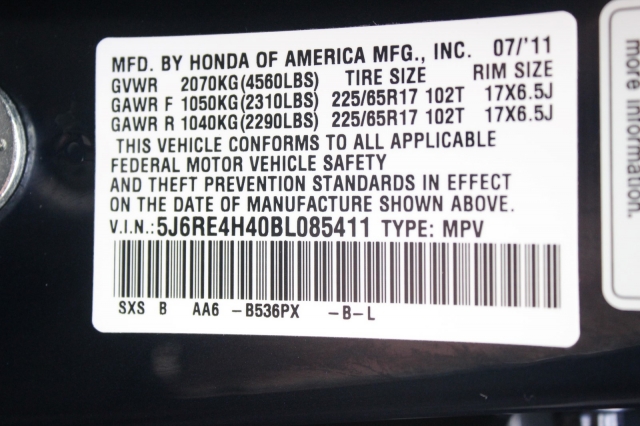 MFD. BY HONDA OF AMERICA MFG., INC. 07/'11
GVWR 2070KG(4560LBS) TIRE SIZE RIM SIZE
GAWR F 1050KG(2310LBS) 225/65R17 102T 17X6.5J
GAWR R 1040KG(2290LBS) 225/65R17 102T 17X6.5J
THIS VEHICLE CONFORMS TO ALL APPLICABLE
FEDERAL MOTOR VEHICLE SAFETY
AND THEFT PREVENTION STANDARDS IN EFFECT
ON THE DATE OF MANUFACTURE SHOWN ABOVE.
V.I.N.:5J6RE4H40BL085411 TYPE: MPV
SXS B AA6 -B536PX -B-L
more information.